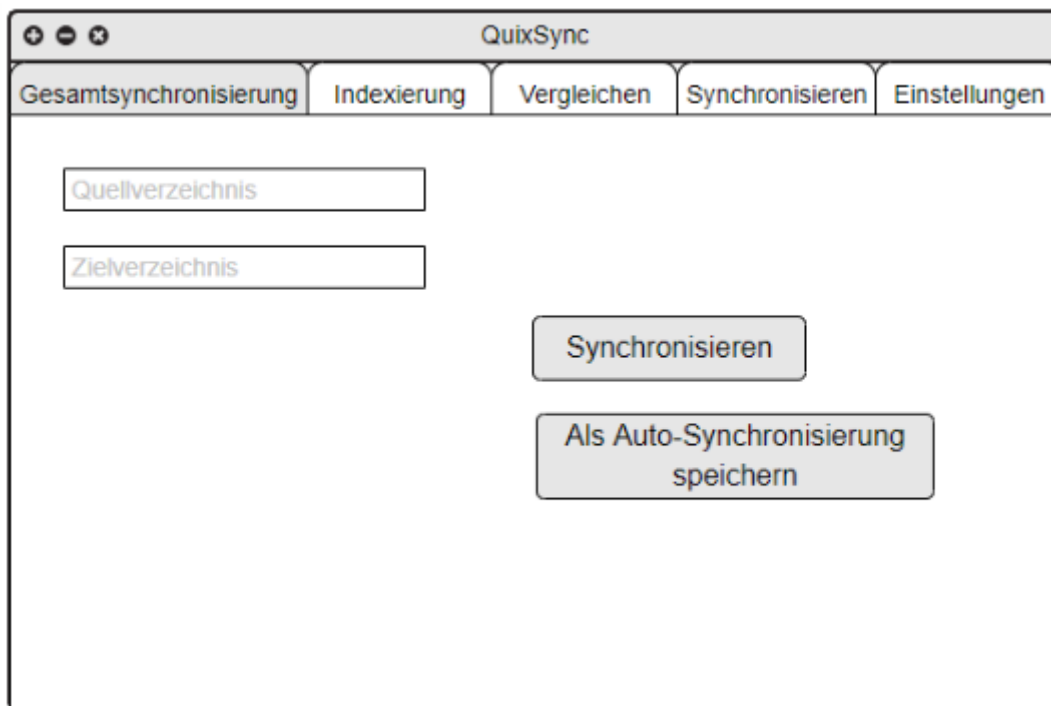 QuixSync
Gesamtsynchronisierung Indexierung Vergleichen Synchronisieren Einstellungen
Quellverzeichnis
Zielverzeichnis
Synchronisieren
Als Auto-Synchronisierung
speichern